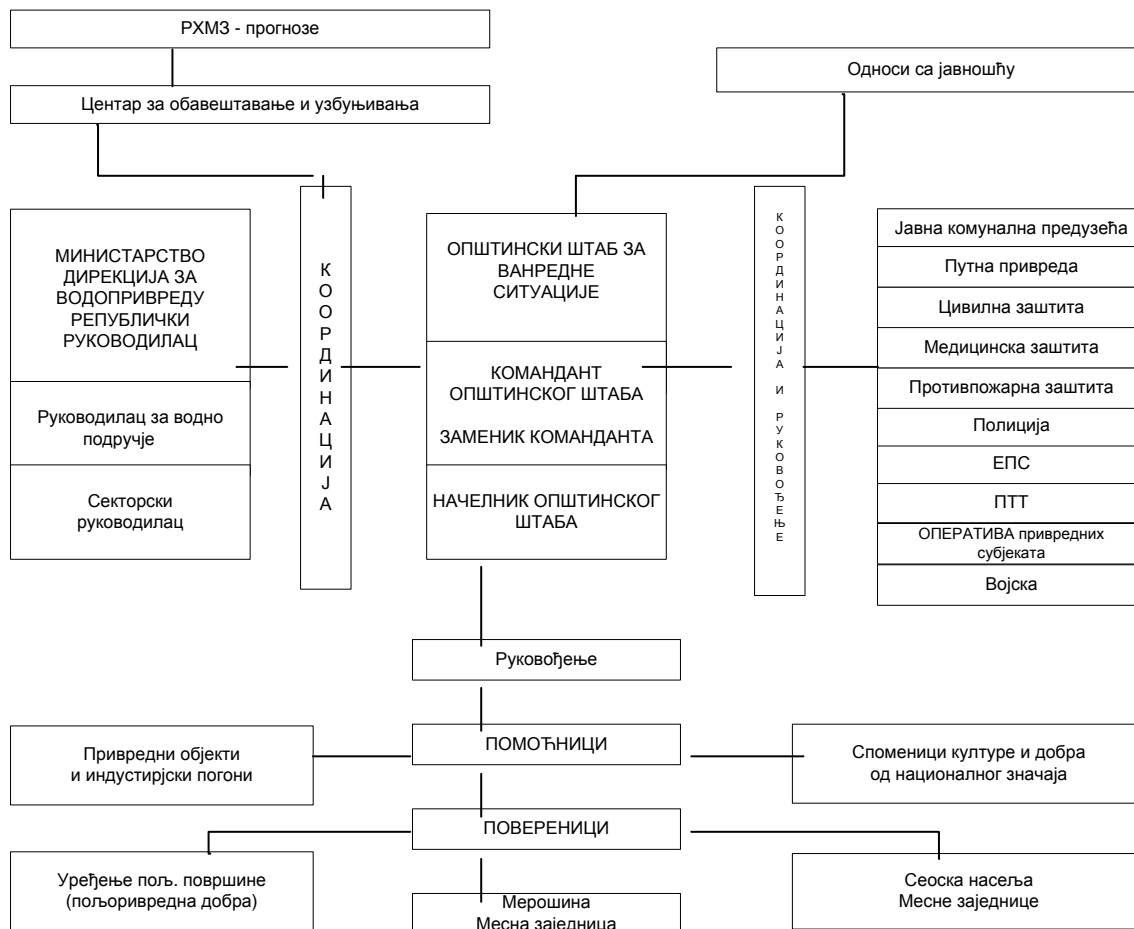 РХМЗ - прогнозе
Односи са јавношћу
Центар за обавештавање и узбуњивања
МИНИСТАРСТВО
ДИРЕКЦИЈА ЗА
ВОДОПРИВРЕДУ
РЕПУБЛИЧКИ
РУКОВОДИЛАЦ
Руководилац за водно
подручје
Секторски
руководилац
КООРДИНАЦИЈА
ОПШТИНСКИ ШТАБ ЗА
ВАНРЕДНЕ
СИТУАЦИЈЕ
КОМАНДАНТ
ОПШТИНСКОГ ШТАБА
ЗАМЕНИК КОМАНДАНТА
НАЧЕЛНИК ОПШТИНСКОГ
ШТАБА
КООРДИНАЦИЈА И РУКОВОЂЕЊЕ
Јавна комунална предузећа
Путна привреда
Цивилна заштита
Медицинска заштита
Противпожарна заштита
Полиција
ЕПС
ПТТ
ОПЕРАТИВА привредних
субјеката
Војска
Руковођење
Привредни објекти
и индустирјски погони
ПОМОЋНИЦИ
Споменици културе и добра
од националног значаја
ПОВЕРЕНИЦИ
Уређење пољ. површине
(пољоривредна добра)
Мерошина
Месна заједница
Сеоска насеља
Месне заједнице